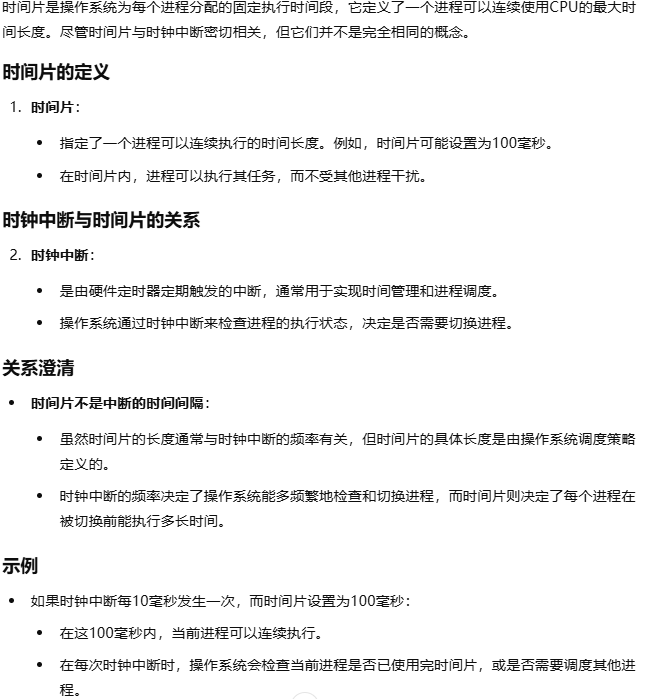 时间片是操作系统为每个进程分配的固定执行时间段，它定义了一个进程可以连续使用CPU的最大时
间长度。尽管时间片与时钟中断密切相关，但它们并不是完全相同的概念。
时间片的定义
1. 时间片：
• 指定了一个进程可以连续执行的时间长度。例如，时间片可能设置为100毫秒。
• 在时间片内，进程可以执行其任务，而不受其他进程干扰。
时钟中断与时间片的关系
2. 时钟中断：
• 是由硬件定时器定期触发的中断，通常用于实现时间管理和进程调度。
• 操作系统通过时钟中断来检查进程的执行状态，决定是否需要切换进程。
关系澄清
• 时间片不是中断的时间间隔：
• 虽然时间片的长度通常与时钟中断的频率有关，但时间片的具体长度是由操作系统调度策略
定义的。
• 时钟中断的频率决定了操作系统能多频繁地检查和切换进程，而时间片则决定了每个进程在
被切换前能执行多长时间。
示例
• 如果时钟中断每10毫秒发生一次，而时间片设置为100毫秒：
• 在这100毫秒内，当前进程可以连续执行。
• 在每次时钟中断时，操作系统会检查当前进程是否已使用完时间片，或是否需要调度其他进
程。